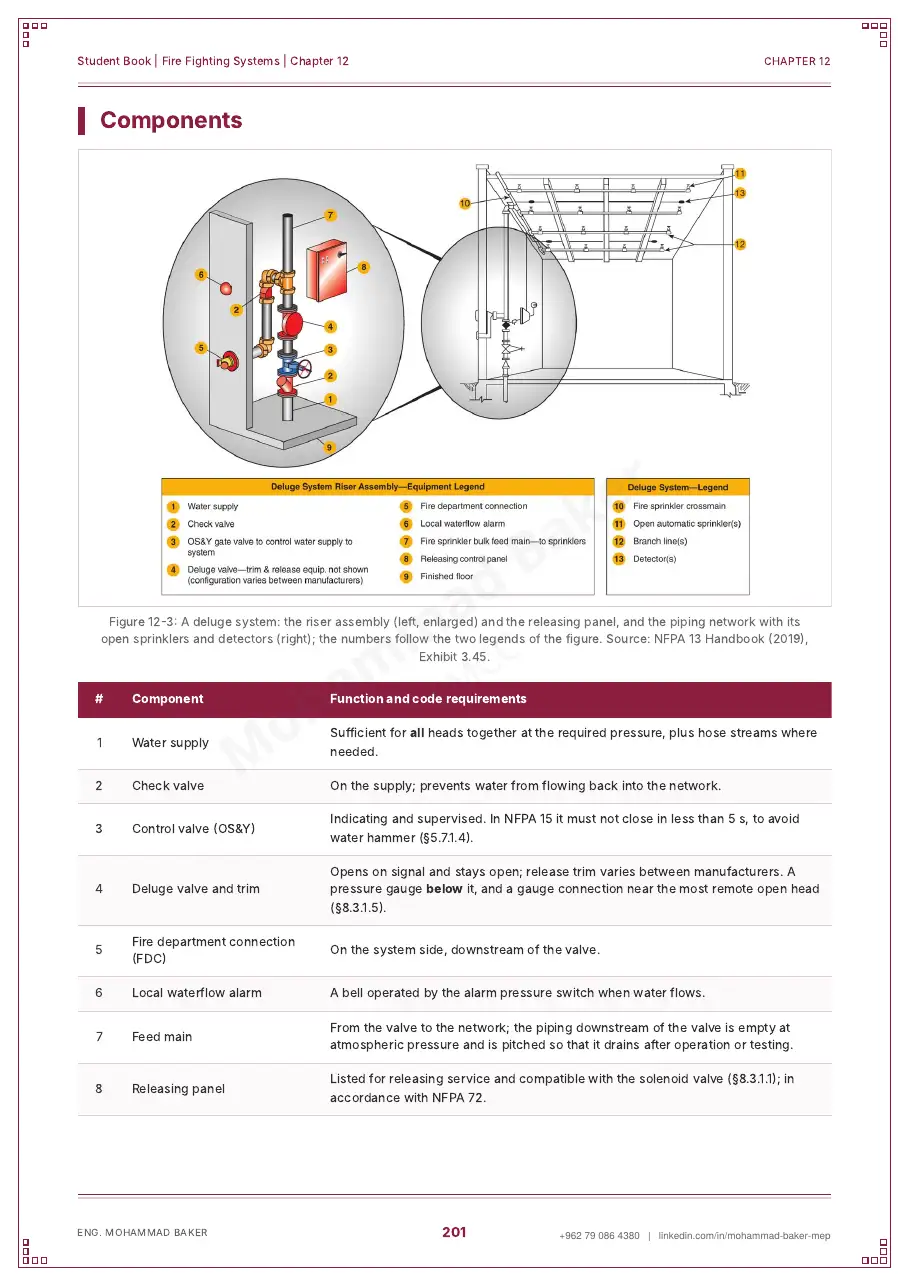 Student Book | Fire Fighting Systems | Chapter 12
CHAPTER 12
Components
7
8
6
2
5
4
3
2
1
9
10
11
13
12
Deluge System Riser Assembly—Equipment Legend
1 Water supply
2 Check valve
3 OS&Y gate valve to control water supply to
system
4 Deluge valve—trim & release equip. not shown
(configuration varies between manufacturers)
5 Fire department connection
6 Local waterflow alarm
7 Fire sprinkler bulk feed main—to sprinklers
8 Releasing control panel
9 Finished floor
Deluge System—Legend
10 Fire sprinkler crossmain
11 Open automatic sprinkler(s)
12 Branch line(s)
13 Detector(s)
Figure 12-3: A deluge system: the riser assembly (left, enlarged) and the releasing panel, and the piping network with its
open sprinklers and detectors (right); the numbers follow the two legends of the figure. Source: NFPA 13 Handbook (2019),
Exhibit 3.45.
# Component Function and code requirements
1 Water supply Sufficient for all heads together at the required pressure, plus hose streams where
needed.
2 Check valve On the supply; prevents water from flowing back into the network.
3 Control valve (OS&Y) Indicating and supervised. In NFPA 15 it must not close in less than 5 s, to avoid
water hammer (§5.7.1.4).
4 Deluge valve and trim Opens on signal and stays open; release trim varies between manufacturers. A
pressure gauge below it, and a gauge connection near the most remote open head
(§8.3.1.5).
5 Fire department connection
(FDC) On the system side, downstream of the valve.
6 Local waterflow alarm A bell operated by the alarm pressure switch when water flows.
7 Feed main From the valve to the network; the piping downstream of the valve is empty at
atmospheric pressure and is pitched so that it drains after operation or testing.
8 Releasing panel Listed for releasing service and compatible with the solenoid valve (§8.3.1.1); in
accordance with NFPA 72.
Mohammad Baker
ENG. MOHAMMAD BAKER
201
+962 79 086 4380 | linkedin.com/in/mohammad-baker-mep